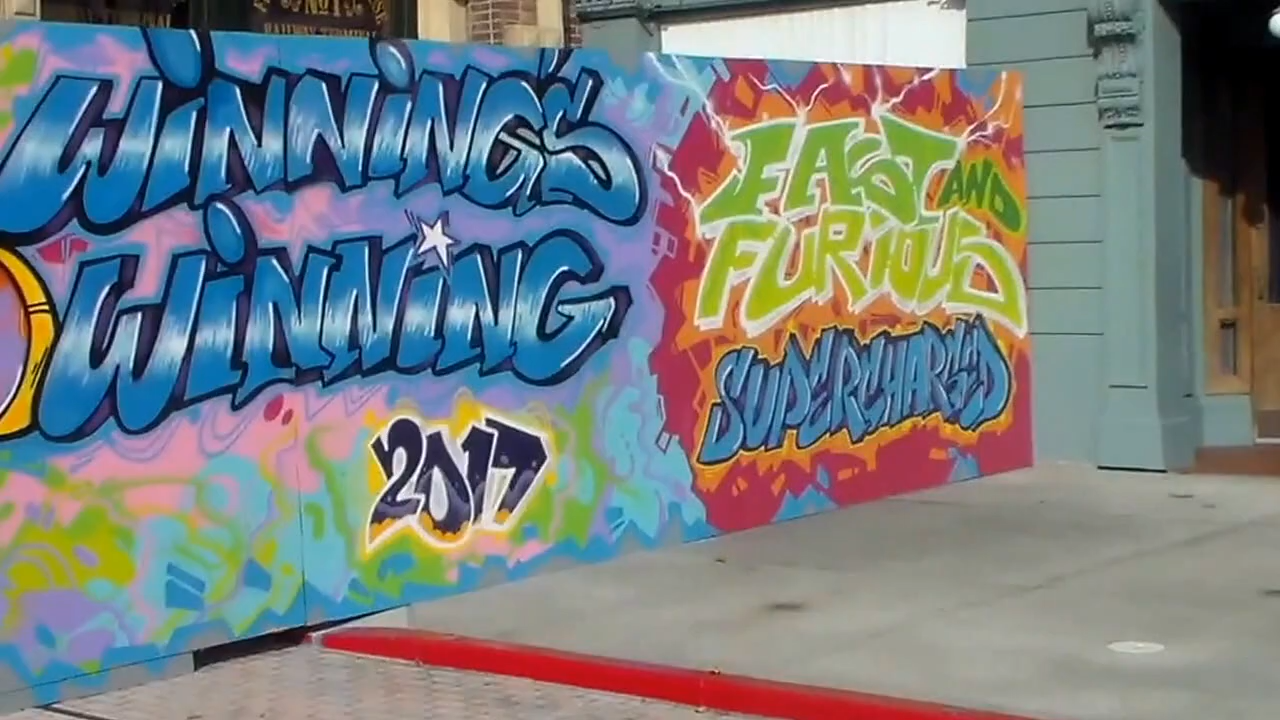 WiNNiNG'S
WiNNiNG
2017
FAST AND
FURiOUS
SUPERCHARGED